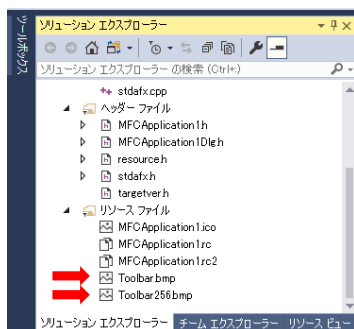 ツールボックス
ソリューション エクスプローラー
ソリューション エクスプローラー の検索 (Ctrl+:)
stdafx.cpp
ヘッダー ファイル
MFCApplication1.h
MFCApplication1Dlg.h
resource.h
stdafx.h
targetver.h
リソース ファイル
MFCApplication1.ico
MFCApplication1.rc
MFCApplication1.rc2
Toolbar.bmp
Toolbar256.bmp
ソリューション エクスプローラー チーム エクスプローラー リソース ビュー